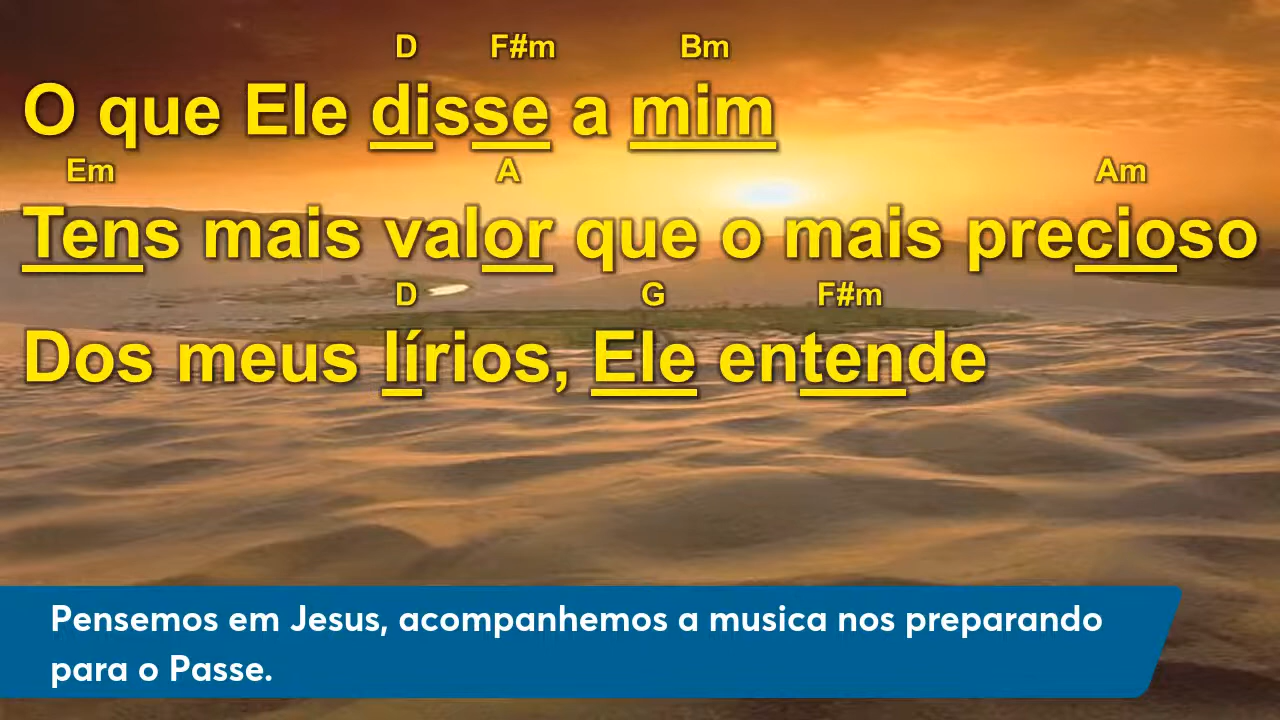 D F#m Bm
O que Ele disse a mim
Em A Am
Tens mais valor que o mais precioso
D G F#m
Dos meus lírios, Ele entende
Pensemos em Jesus, acompanhemos a musica nos preparando
para o Passe.